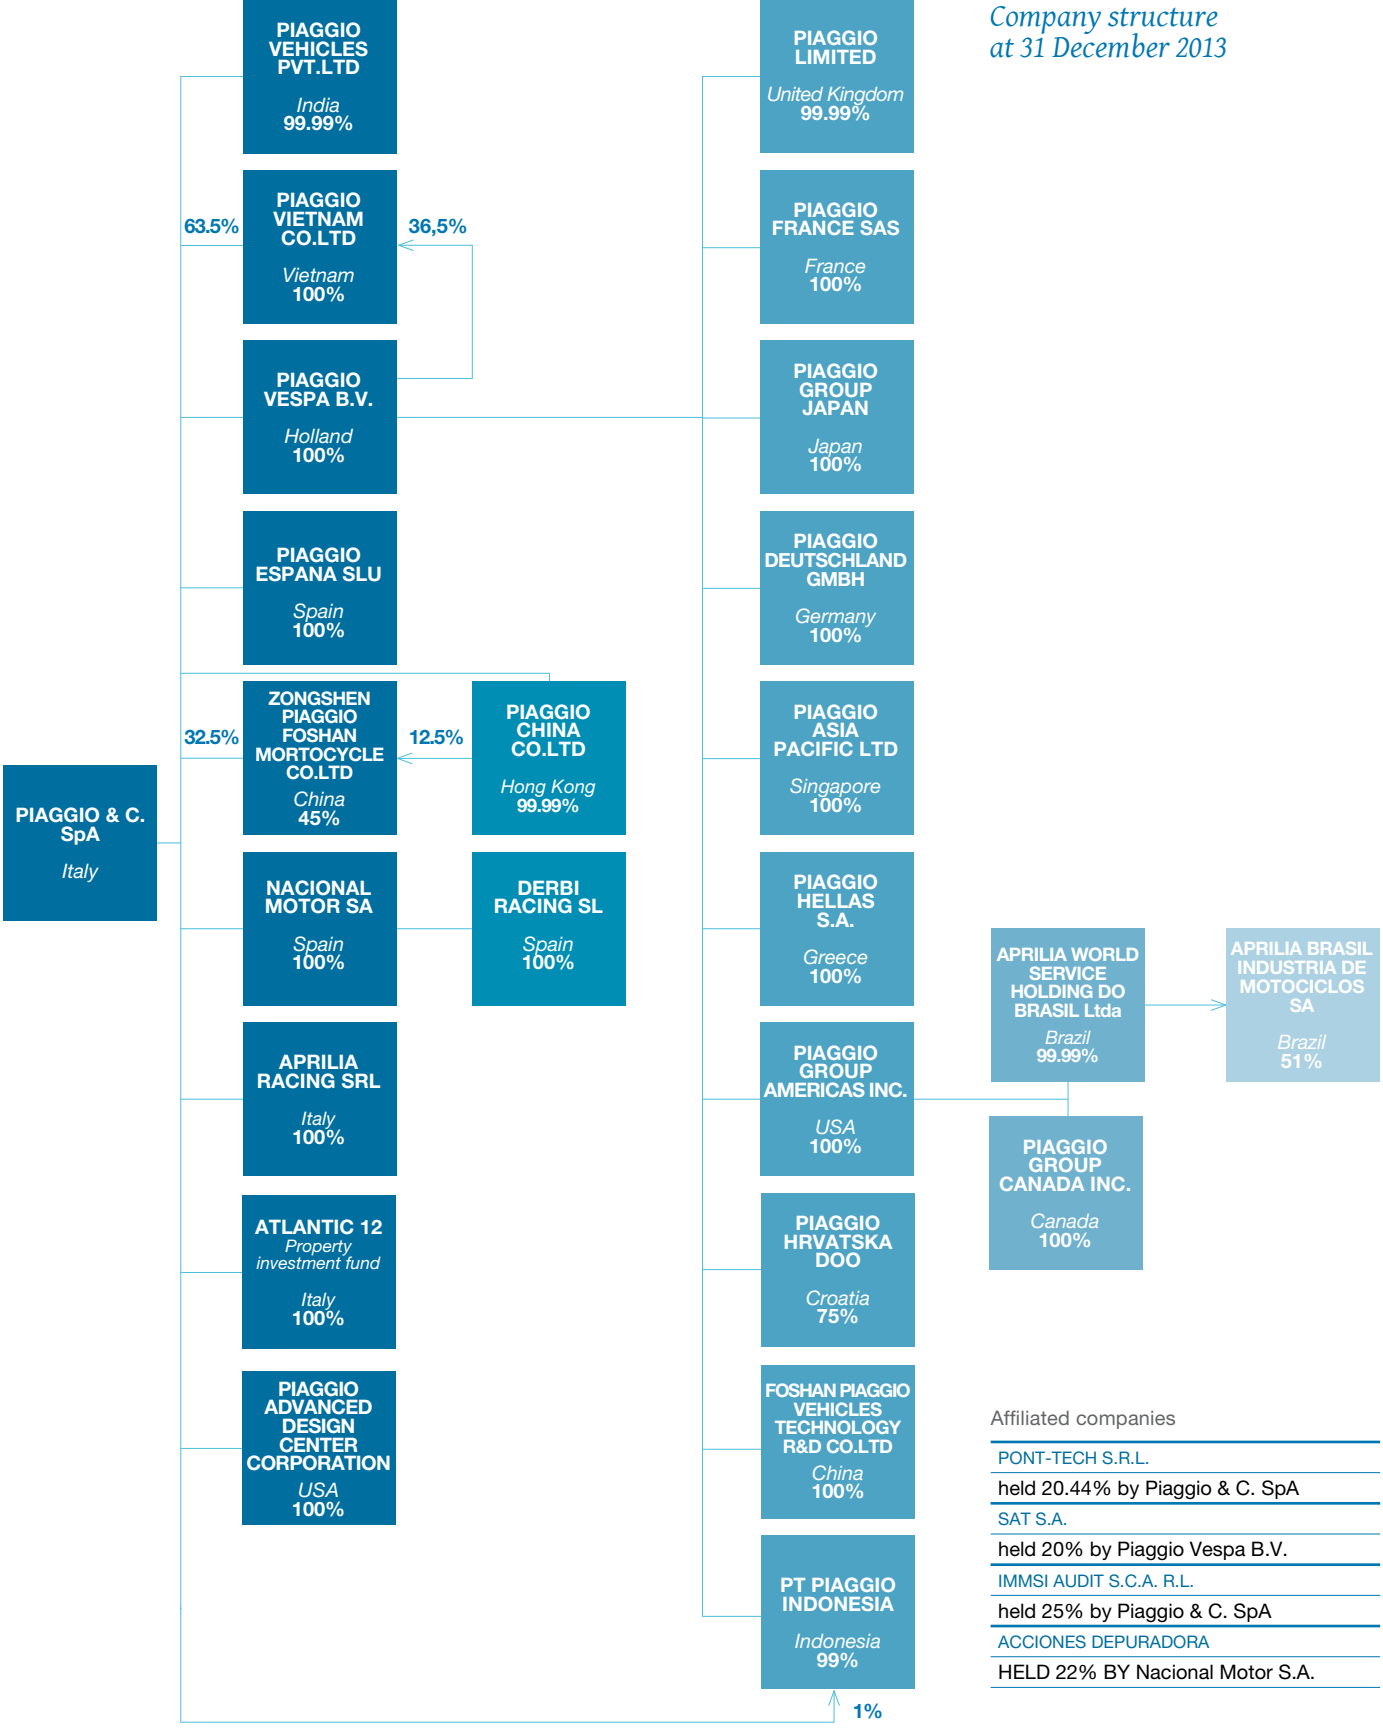 Company structure
at 31 December 2013
PIAGGIO & C.
SpA
Italy
PIAGGIO
VEHICLES
PVT.LTD
India
99.99%
63.5%
PIAGGIO
VIETNAM
CO.LTD
Vietnam
100%
36,5%
PIAGGIO
VESPA B.V.
Holland
100%
PIAGGIO
ESPANA SLU
Spain
100%
32.5%
ZONGSHEN
PIAGGIO
FOSHAN
MORTOCYCLE
CO.LTD
China
45%
12.5%
PIAGGIO
CHINA
CO.LTD
Hong Kong
99.99%
NACIONAL
MOTOR SA
Spain
100%
DERBI
RACING SL
Spain
100%
APRILIA
RACING SRL
Italy
100%
ATLANTIC 12
Property
investment fund
Italy
100%
PIAGGIO
ADVANCED
DESIGN
CENTER
CORPORATION
USA
100%
PIAGGIO
LIMITED
United Kingdom
99.99%
PIAGGIO
FRANCE SAS
France
100%
PIAGGIO
GROUP
JAPAN
Japan
100%
PIAGGIO
DEUTSCHLAND
GMBH
Germany
100%
PIAGGIO
ASIA
PACIFIC LTD
Singapore
100%
PIAGGIO
HELLAS
S.A.
Greece
100%
PIAGGIO
GROUP
AMERICAS INC.
USA
100%
PIAGGIO
HRVATSKA
DOO
Croatia
75%
FOSHAN PIAGGIO
VEHICLES
TECHNOLOGY
R&D CO.LTD
China
100%
PT PIAGGIO
INDONESIA
Indonesia
99%
1%
APRILIA WORLD
SERVICE
HOLDING DO
BRASIL Ltda
Brazil
99.99%
APRILIA BRASIL
INDUSTRIA DE
MOTOCICLOS
SA
Brazil
51%
PIAGGIO
GROUP
CANADA INC.
Canada
100%
Affiliated companies
PONT-TECH S.R.L.
held 20.44% by Piaggio & C. SpA
SAT S.A.
held 20% by Piaggio Vespa B.V.
IMMSI AUDIT S.C.A. R.L.
held 25% by Piaggio & C. SpA
ACCIONES DEPURADORA
HELD 22% BY Nacional Motor S.A.